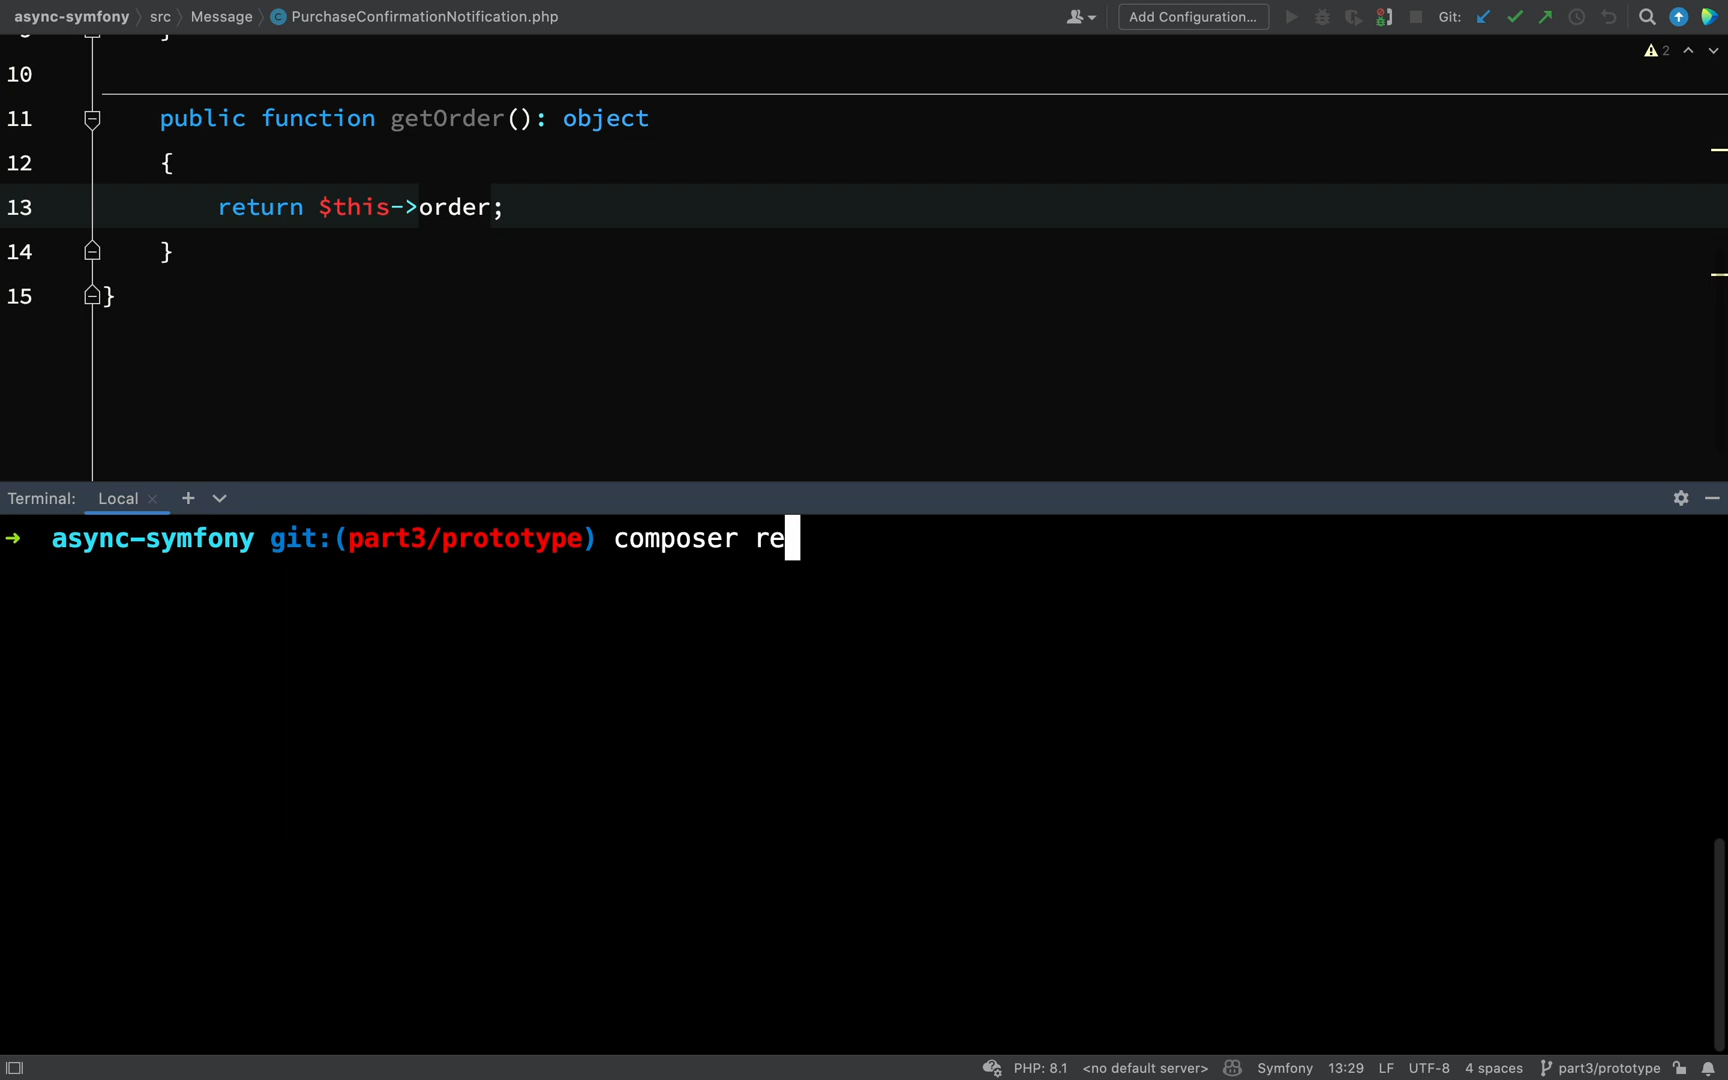 async-symfony src Message PurchaseConfirmationNotification.php Add Configuration... Git:
2
10
11 public function getOrder(): object
12 {
13 return $this->order;
14 }
15 }
Terminal: Local
→ async-symfony git:(part3/prototype) composer re
PHP: 8.1 <no default server> Symfony 13:29 LF UTF-8 4 spaces part3/prototype